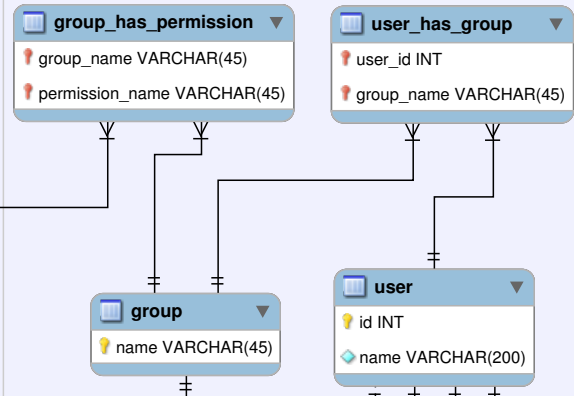 group_has_permission
group_name VARCHAR(45)
permission_name VARCHAR(45)
user_has_group
user_id INT
group_name VARCHAR(45)
group
name VARCHAR(45)
user
id INT
name VARCHAR(200)